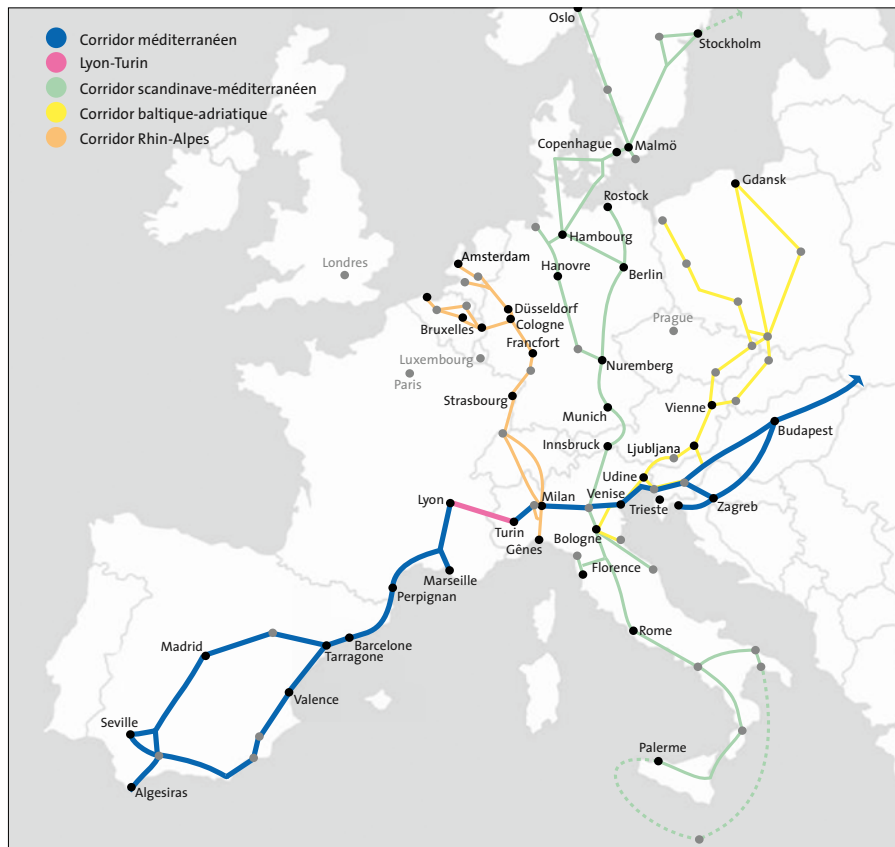 Corridor méditerranéen
Lyon-Turin
Corridor scandinave-méditerranéen
Corridor baltique-adriatique
Corridor Rhin-Alpes
Oslo
Stockholm
Copenhague
Malmö
Gdansk
Rostock
Hambourg
Londres
Amsterdam
Hanovre
Berlin
Düsseldorf
Cologne
Bruxelles
Prague
Francfort
Luxembourg
Paris
Nuremberg
Strasbourg
Munich
Vienne
Budapest
Innsbruck
Ljubljana
Udine
Lyon
Milan
Venise
Trieste
Zagreb
Turin
Bologne
Gênes
Marseille
Florence
Perpignan
Rome
Madrid
Barcelone
Tarragone
Valence
Seville
Palerme
Algesiras